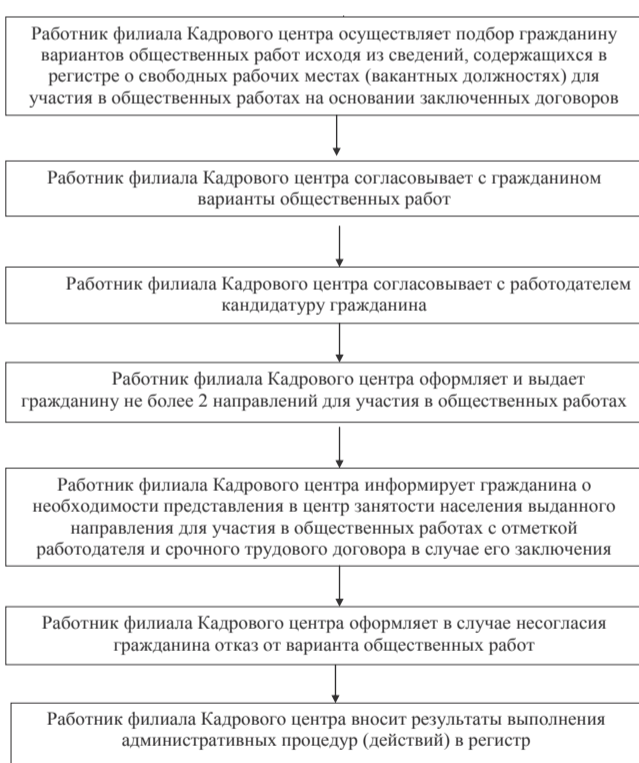 Работник филиала Кадрового центра осуществляет подбор гражданину
вариантов общественных работ исходя из сведений, содержащихся в
регистре о свободных рабочих местах (вакантных должностях) для
участия в общественных работах на основании заключенных договоров
Работник филиала Кадрового центра согласовывает с гражданином
варианты общественных работ
Работник филиала Кадрового центра согласовывает с работодателем
кандидатуру гражданина
Работник филиала Кадрового центра оформляет и выдает
гражданину не более 2 направлений для участия в общественных работах
Работник филиала Кадрового центра информирует гражданина о
необходимости представления в центр занятости населения выданного
направления для участия в общественных работах с отметкой
работодателя и срочного трудового договора в случае его заключения
Работник филиала Кадрового центра оформляет в случае несогласия
гражданина отказ от варианта общественных работ
Работник филиала Кадрового центра вносит результаты выполнения
административных процедур (действий) в регистр